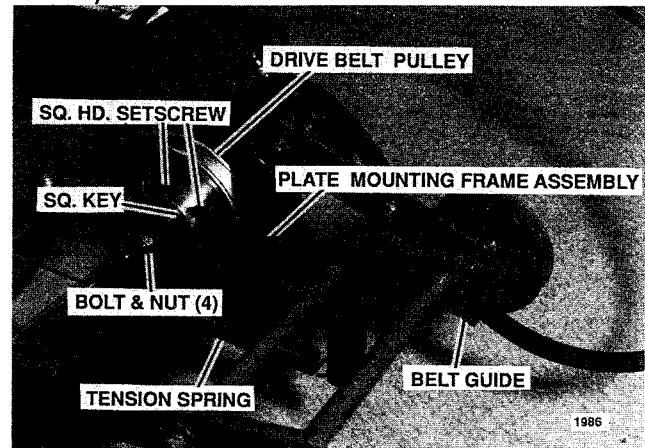 DRIVE BELT PULLEY
SQ. HD. SETSCREW
PLATE MOUNTING FRAME ASSEMBLY
SQ. KEY
BOLT & NUT (4)
BELT GUIDE
TENSION SPRING
1986